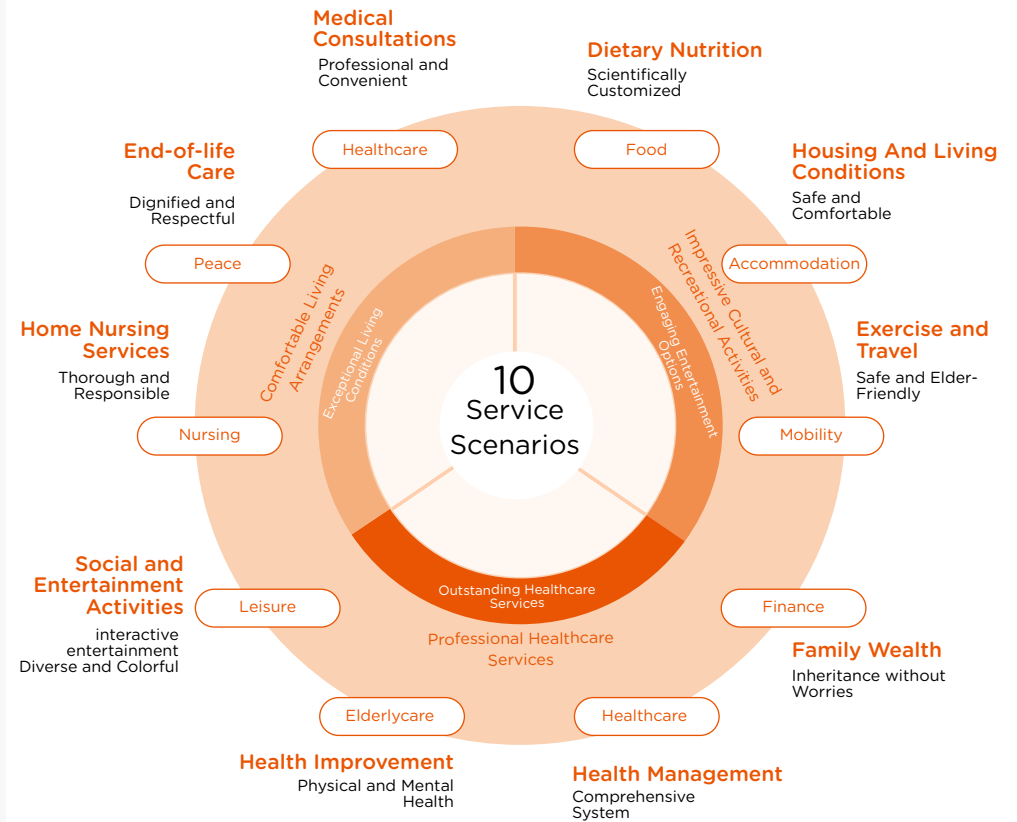 Medical
Consultations
Professional and
Convenient
Healthcare
Dietary Nutrition
Scientifically
Customized
Food
Housing And Living
Conditions
Safe and
Comfortable
Accommodation
Exercise and
Travel
Safe and Elder-
Friendly
Mobility
Finance
Family Wealth
Inheritance without
Worries
Healthcare
Health Management
Comprehensive
System
Elderlycare
Health Improvement
Physical and Mental
Health
Social and
Entertainment
Activities
Leisure
interactive
entertainment
Diverse and Colorful
Home Nursing
Services
Thorough and
Responsible
Nursing
End-of-life
Care
Dignified and
Respectful
Peace
Comfortable Living
Arrangements
Exceptional Living
Conditions
Impressive Cultural and
Recreational Activities
Engaging Entertainment
Options
Outstanding Healthcare
Services
Professional Healthcare
Services
10
Service
Scenarios